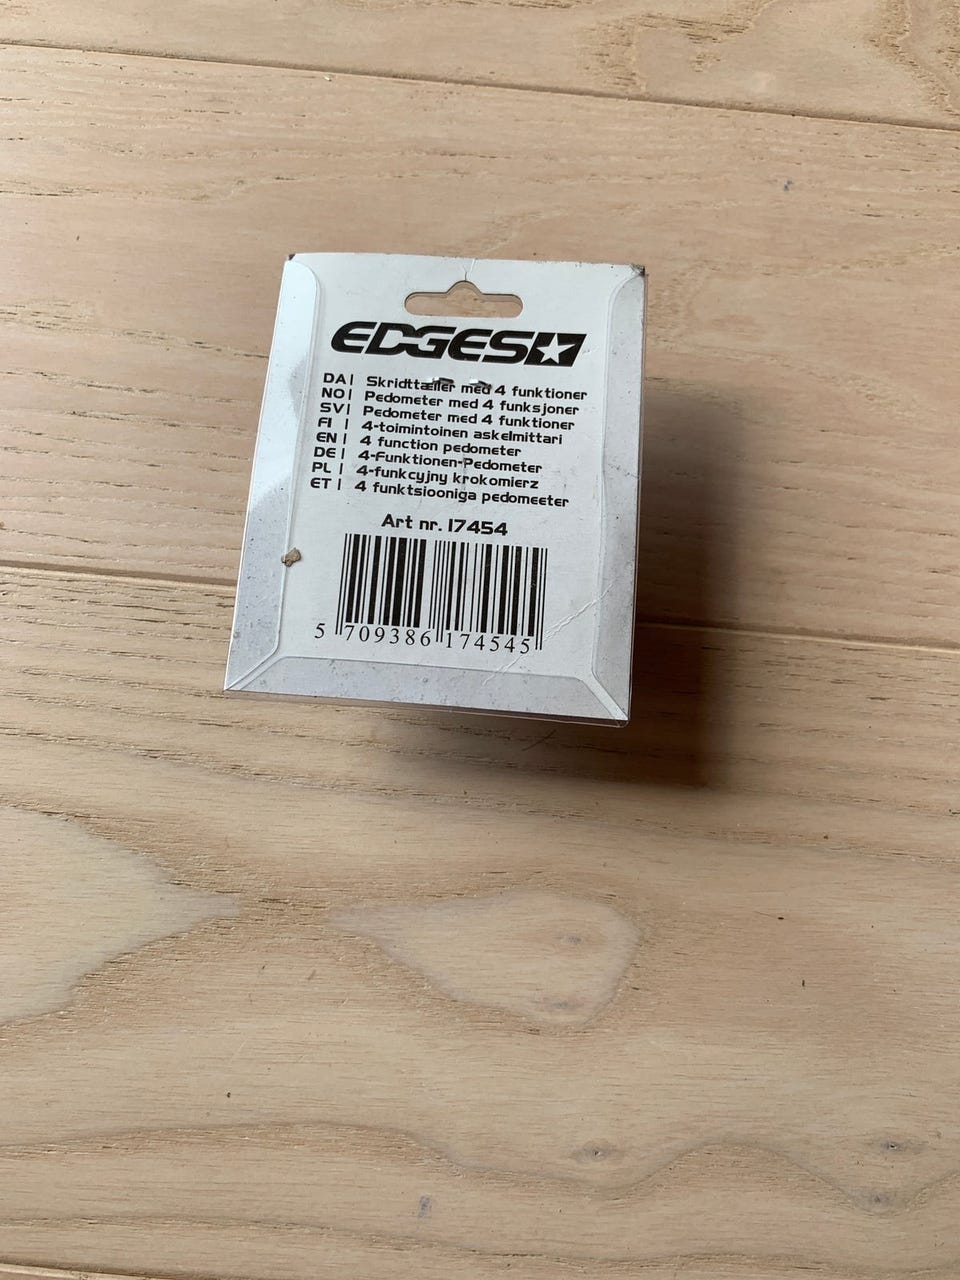 EDGES
DA| Skridttæller med 4 funktioner
NO| Pedometer med 4 funksjoner
SV| Pedometer med 4 funktioner
FI | 4-toimintoinen askelmittari
EN | 4 function pedometer
DE | 4-Funktionen-Pedometer
PL | 4-funkcyjny krokomierz
ET | 4 funktsiooniga pedomeeter
Art nr. 17454
5 709386 174545